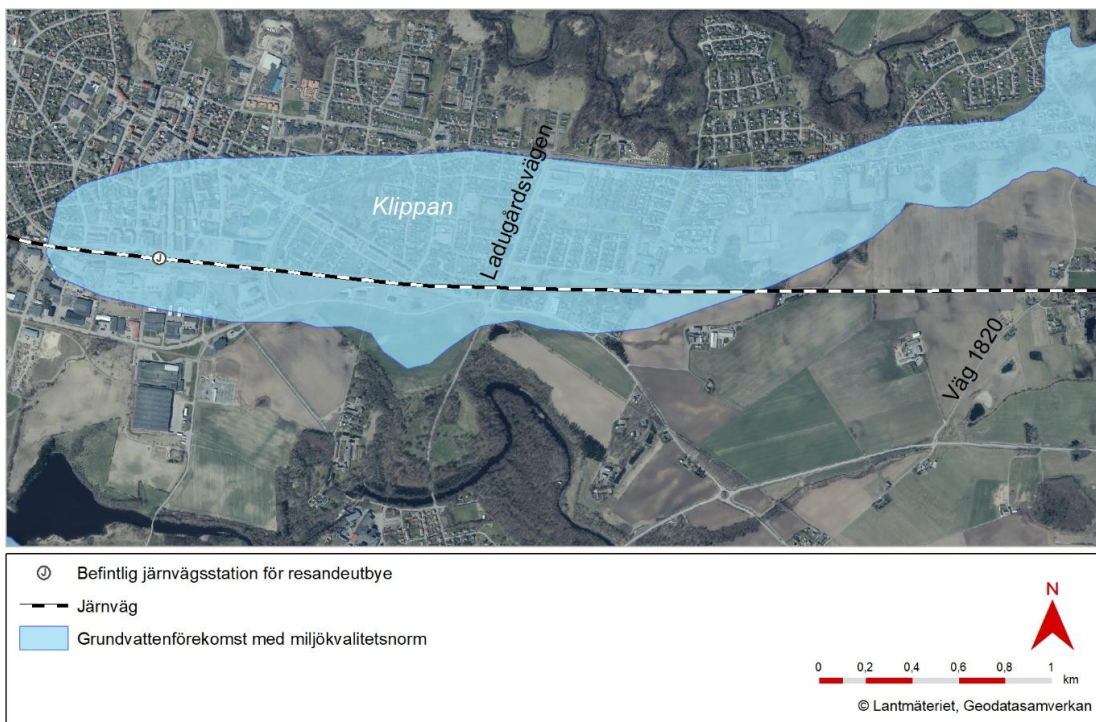 Klippan
Ladugårdsvägen
J
Väg 1820
J Befintlig järnvägsstation för resandeutbye
Järnväg
Grundvattenförekomst med miljökvalitetsnorm
N
0 0,2 0,4 0,6 0,8 1
km
© Lantmäteriet, Geodatasamverkan